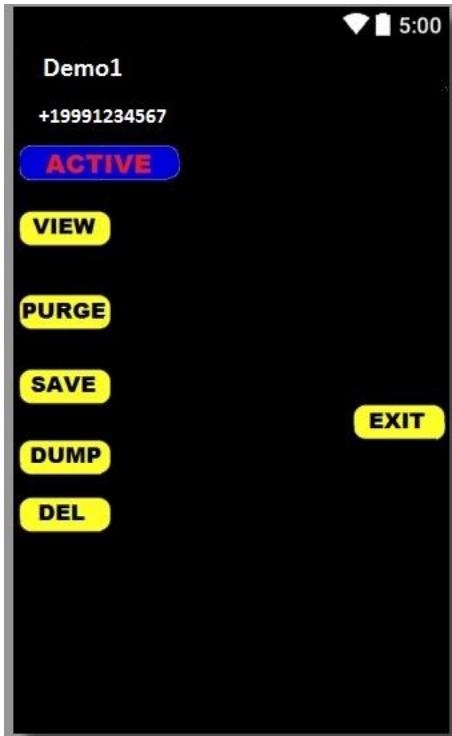 5:00
Demo1
+19991234567
ACTIVE
VIEW
PURGE
SAVE
EXIT
DUMP
DEL